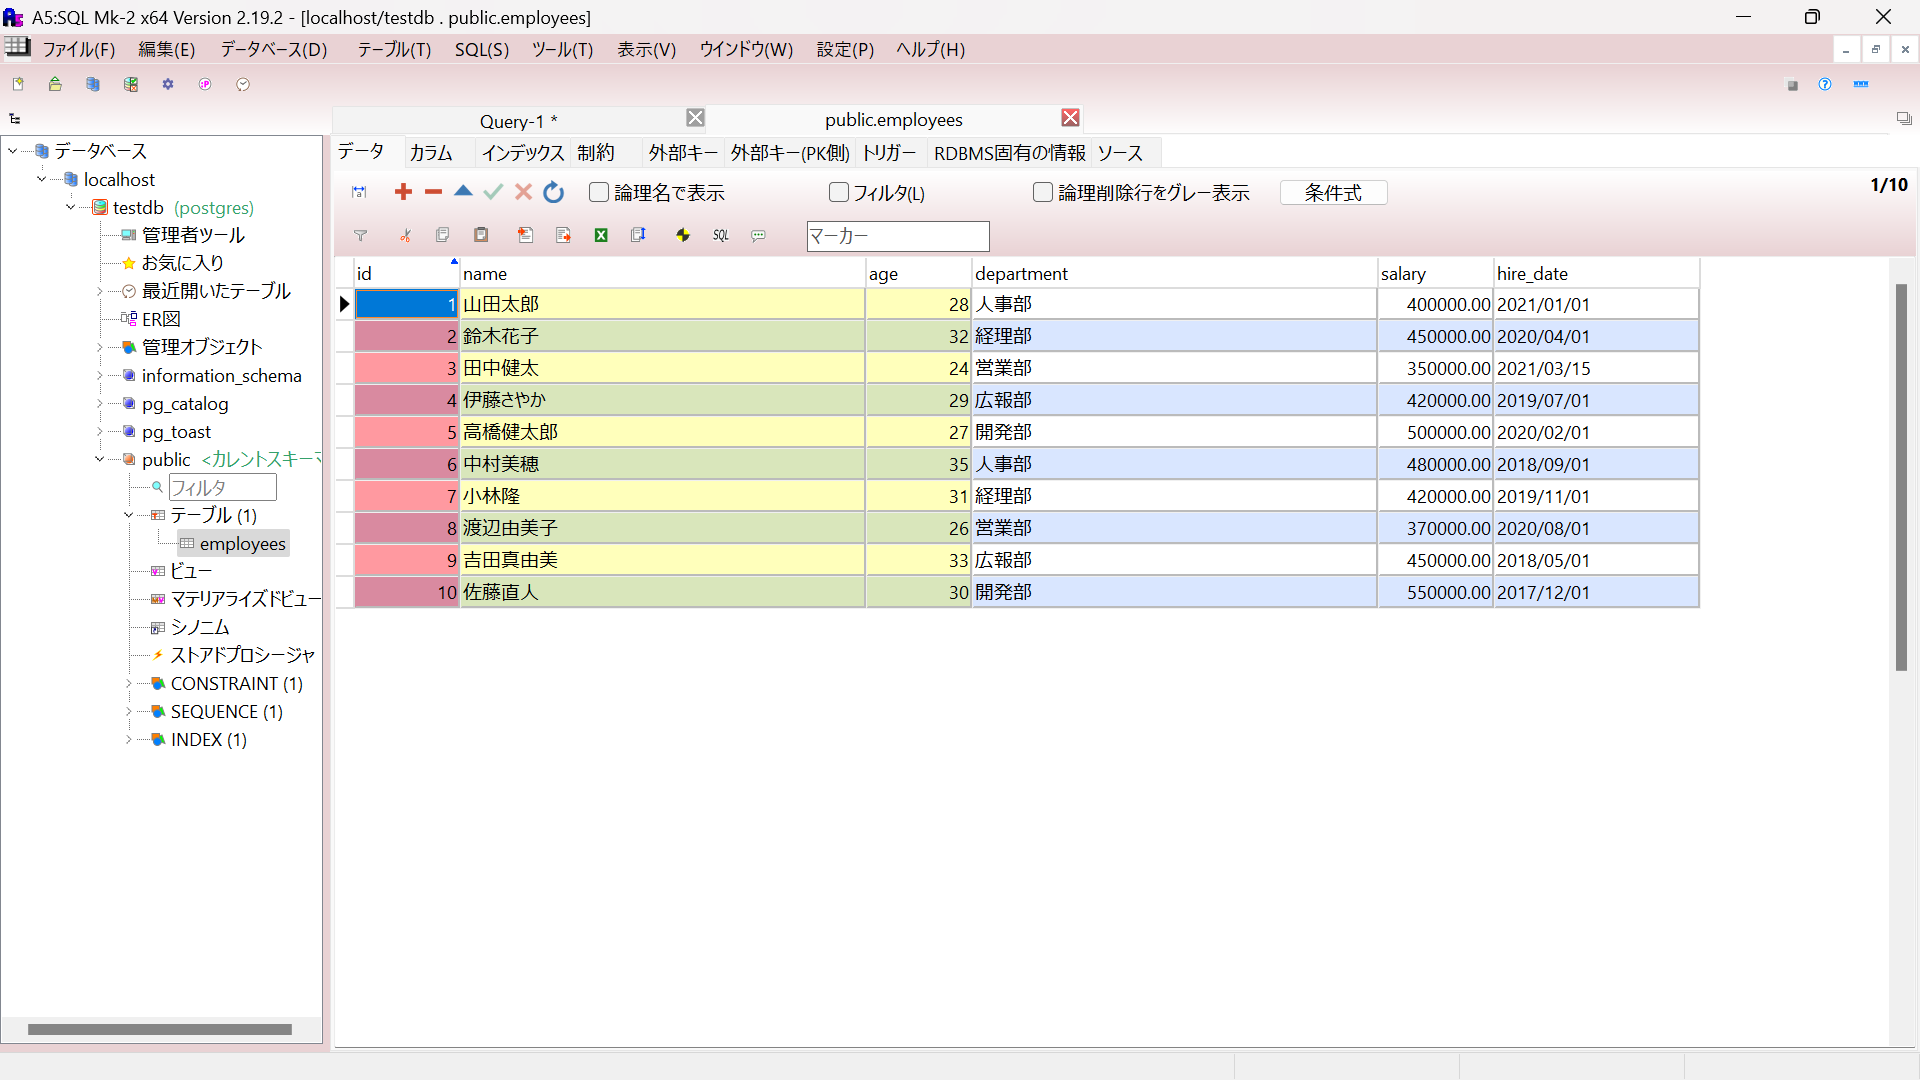 A5:SQL Mk-2 x64 Version 2.19.2 - [localhost/testdb . public.employees]
ファイル(F) 編集(E) データベース(D) テーブル(T) SQL(S) ツール(T) 表示(V) ウインドウ(W) 設定(P) ヘルプ(H)
Query-1 * public.employees
データベース
localhost
testdb (postgres)
管理者ツール
お気に入り
最近開いたテーブル
ER図
管理オブジェクト
information_schema
pg_catalog
pg_toast
public <カレントスキーマ
フィルタ
テーブル (1)
employees
ビュー
マテリアライズドビュー
シノニム
ストアドプロシージャ
CONSTRAINT (1)
SEQUENCE (1)
INDEX (1)
データ カラム インデックス 制約 外部キー 外部キー(PK側) トリガー RDBMS固有の情報 ソース
論理名で表示 フィルタ(L) 論理削除行をグレー表示 条件式 1/10
SQL マーカー
id name age department salary hire_date
1 山田太郎 28 人事部 400000.00 2021/01/01
2 鈴木花子 32 経理部 450000.00 2020/04/01
3 田中健太 24 営業部 350000.00 2021/03/15
4 伊藤さやか 29 広報部 420000.00 2019/07/01
5 高橋健太郎 27 開発部 500000.00 2020/02/01
6 中村美穂 35 人事部 480000.00 2018/09/01
7 小林隆 31 経理部 420000.00 2019/11/01
8 渡辺由美子 26 営業部 370000.00 2020/08/01
9 吉田真由美 33 広報部 450000.00 2018/05/01
10 佐藤直人 30 開発部 550000.00 2017/12/01